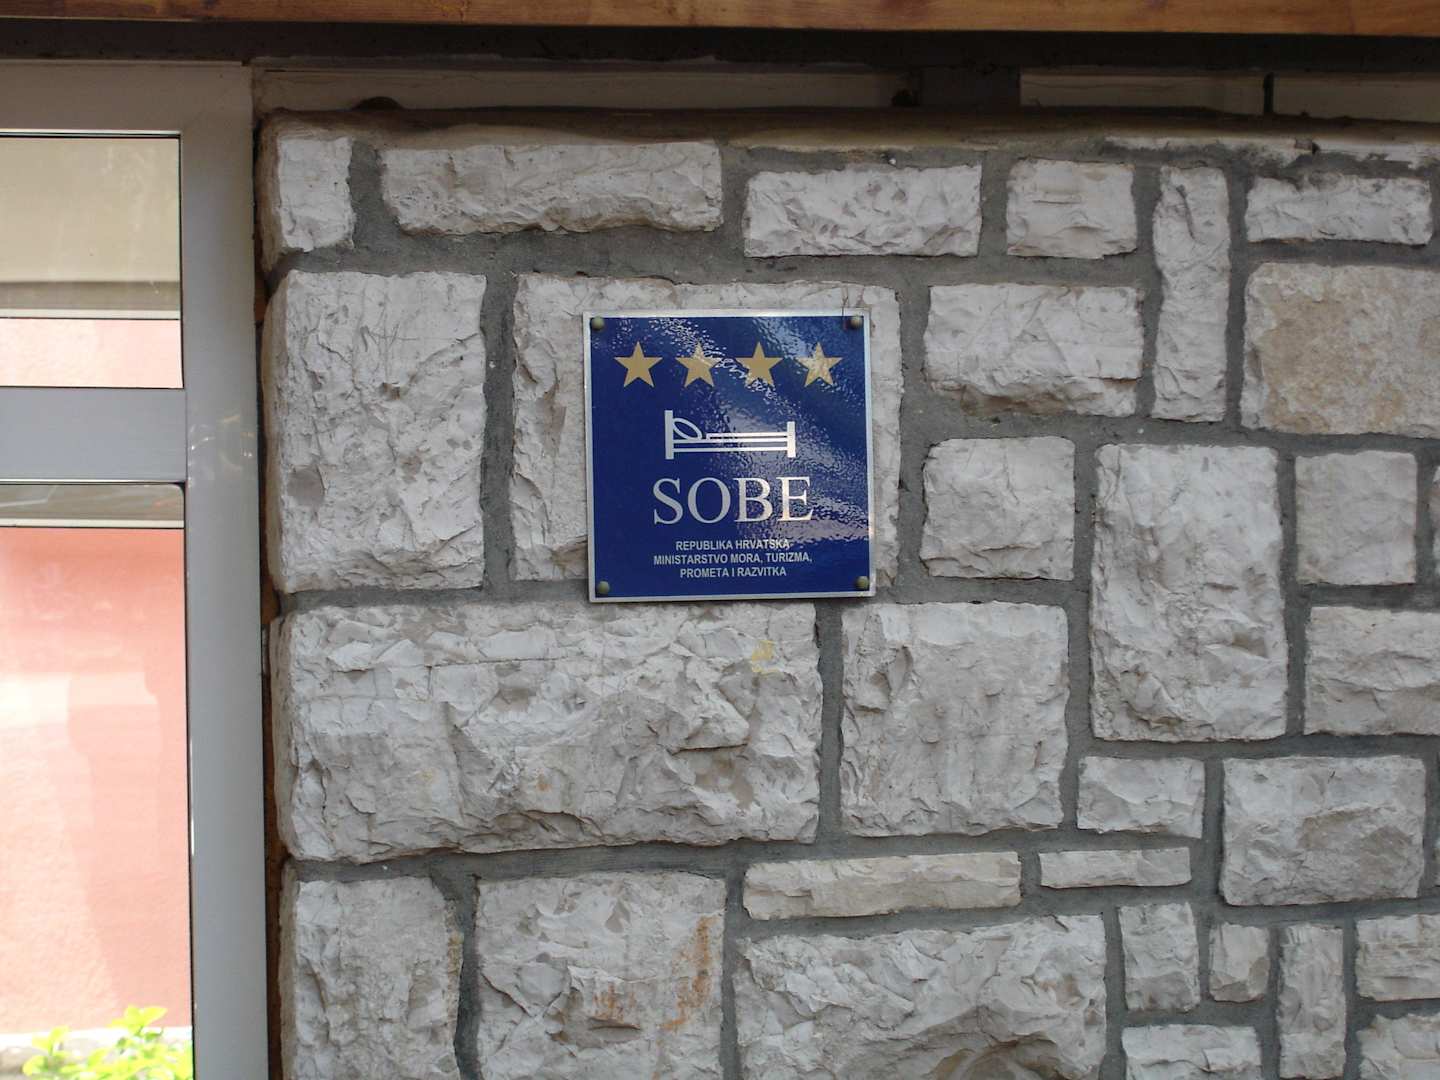 SOBE
REPUBLIKA HRVATSKA
MINISTARSTVO MORA, TURIZMA,
PROMETA I RAZVITKA